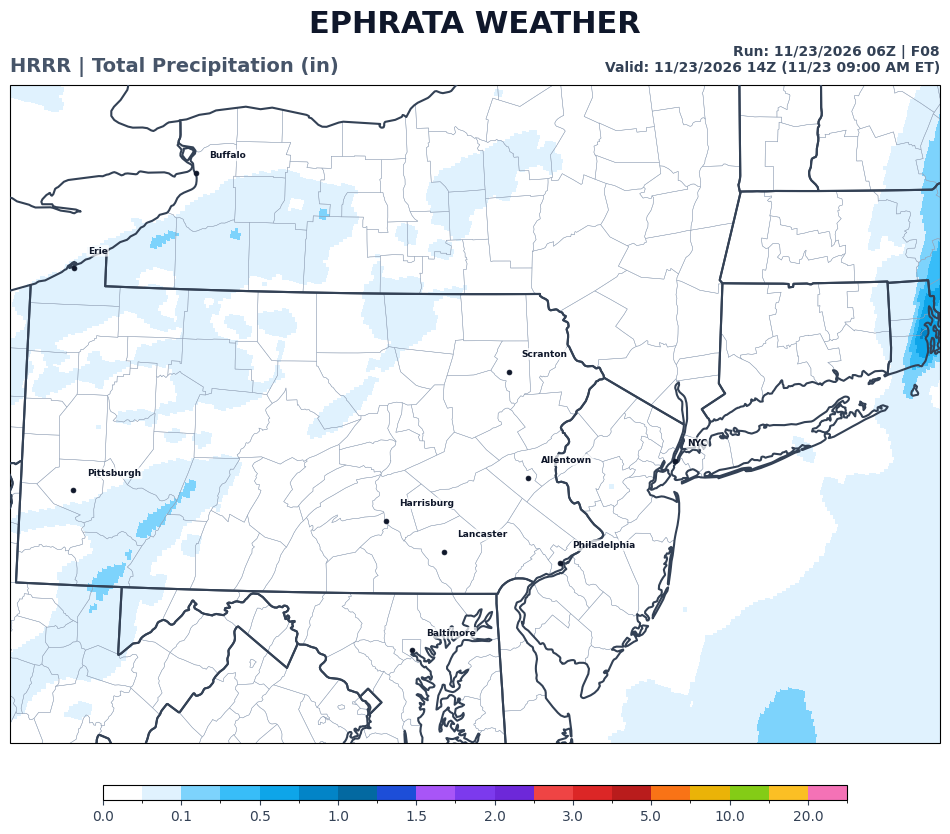 EPHRATA WEATHER
HRRR | Total Precipitation (in)
Run: 11/23/2026 06Z | F08
Valid: 11/23/2026 14Z (11/23 09:00 AM ET)
Buffalo
Erie
Scranton
NYC
Allentown
Pittsburgh
Harrisburg
Lancaster
Philadelphia
Baltimore
0.0 0.1 0.5 1.0 1.5 2.0 3.0 5.0 10.0 20.0